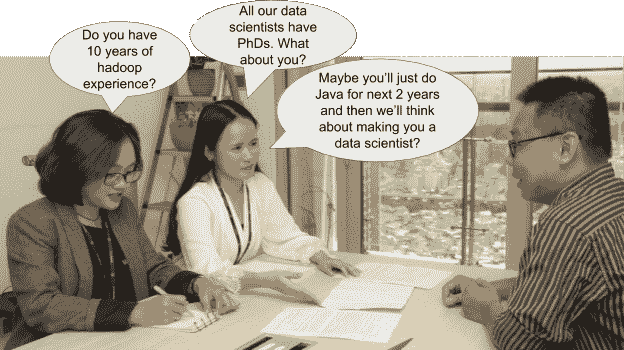 Do you have
10 years of
hadoop
experience?
All our data
scientists have
PhDs. What
about you?
Maybe you'll just do
Java for next 2 years
and then we'll think
about making you a
data scientist?